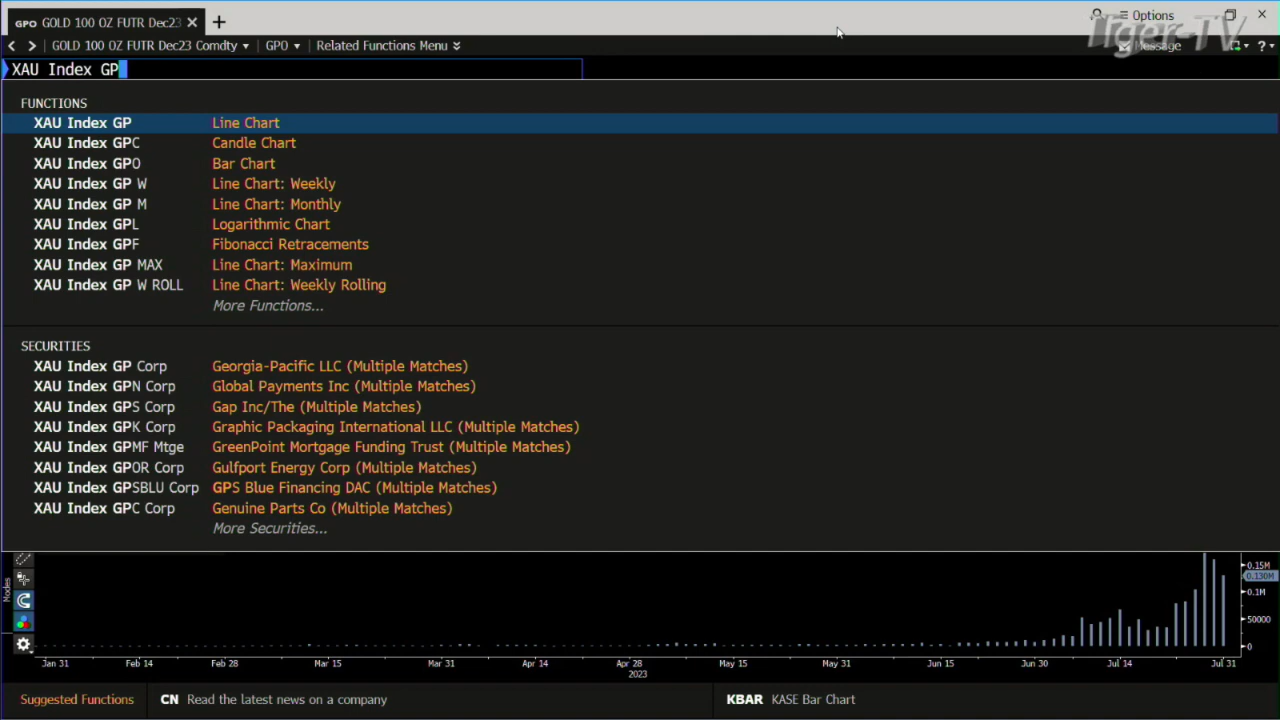 GPO GOLD 100 OZ FUTR Dec23 × +
Options
GOLD 100 OZ FUTR Dec23 Comdty GPO Related Functions Menu
Message
Tiger-TV
XAU Index GP
FUNCTIONS
XAU Index GP Line Chart
XAU Index GPC Candle Chart
XAU Index GPO Bar Chart
XAU Index GP W Line Chart: Weekly
XAU Index GP M Line Chart: Monthly
XAU Index GPL Logarithmic Chart
XAU Index GPF Fibonacci Retracements
XAU Index GP MAX Line Chart: Maximum
XAU Index GP W ROLL Line Chart: Weekly Rolling
More Functions...
SECURITIES
XAU Index GP Corp Georgia-Pacific LLC (Multiple Matches)
XAU Index GPN Corp Global Payments Inc (Multiple Matches)
XAU Index GPS Corp Gap Inc/The (Multiple Matches)
XAU Index GPK Corp Graphic Packaging International LLC (Multiple Matches)
XAU Index GPMF Mtge GreenPoint Mortgage Funding Trust (Multiple Matches)
XAU Index GPOR Corp Gulfport Energy Corp (Multiple Matches)
XAU Index GPSBLU Corp GPS Blue Financing DAC (Multiple Matches)
XAU Index GPC Corp Genuine Parts Co (Multiple Matches)
More Securities...
Modes
0.15M
0.130M
0.1M
50000
0
Jan 31 Feb 14 Feb 28 Mar 15 Mar 31 Apr 14 Apr 28 May 15 May 31 Jun 15 Jun 30 Jul 14 Jul 31
2023
Suggested Functions CN Read the latest news on a company KBAR KASE Bar Chart